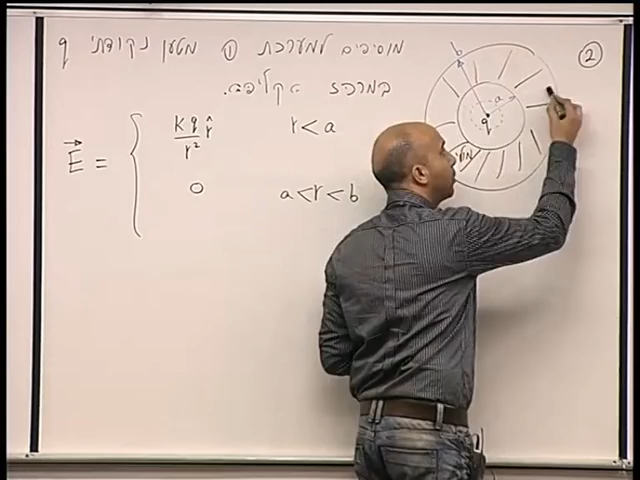 ②
מוסיפים למערכת ① מטען נקודתי q
במרכז הקליפה.
E⃗ = { kq/r² r̂    r < a
0    a < r < b
b
a
q